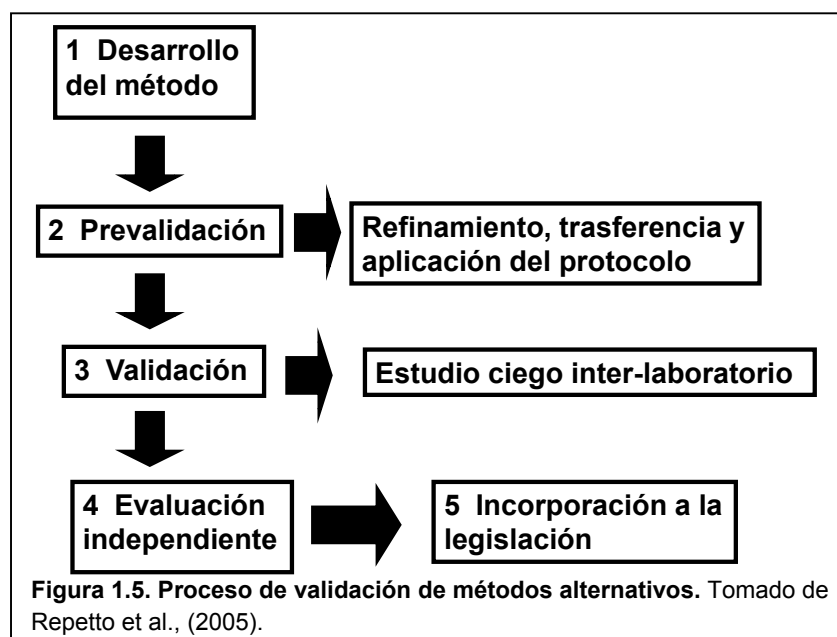 1 Desarrollo
del método
2 Prevalidación
Refinamiento, trasferencia y
aplicación del protocolo
3 Validación
Estudio ciego inter-laboratorio
4 Evaluación
independiente
5 Incorporación a la
legislación
Figura 1.5. Proceso de validación de métodos alternativos. Tomado de
Repetto et al., (2005).